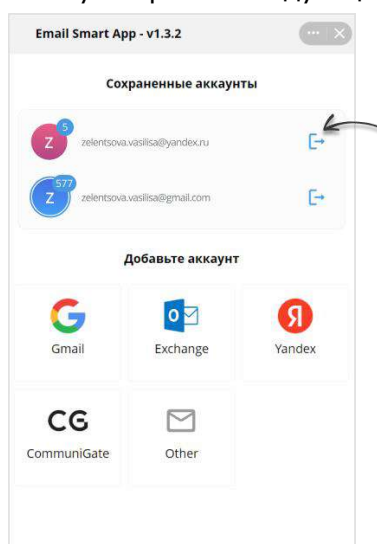 Email Smart App - v1.3.2
Сохраненные аккаунты
5
Z
zelentsova.vasilisa@yandex.ru
577
Z
zelentsova.vasilisa@gmail.com
Добавьте аккаунт
G
O
Я
Gmail
Exchange
Yandex
CG
CommuniGate
Other